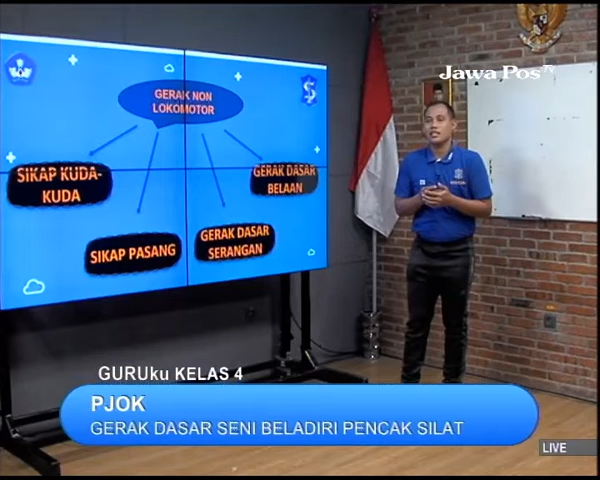 Jawa Pos TV
GERAK NON
LOKOMOTOR
SIKAP KUDA-
KUDA
GERAK DASAR
BELAAN
SIKAP PASANG
GERAK DASAR
SERANGAN
GURUku KELAS 4
PJOK
GERAK DASAR SENI BELADIRI PENCAK SILAT
LIVE